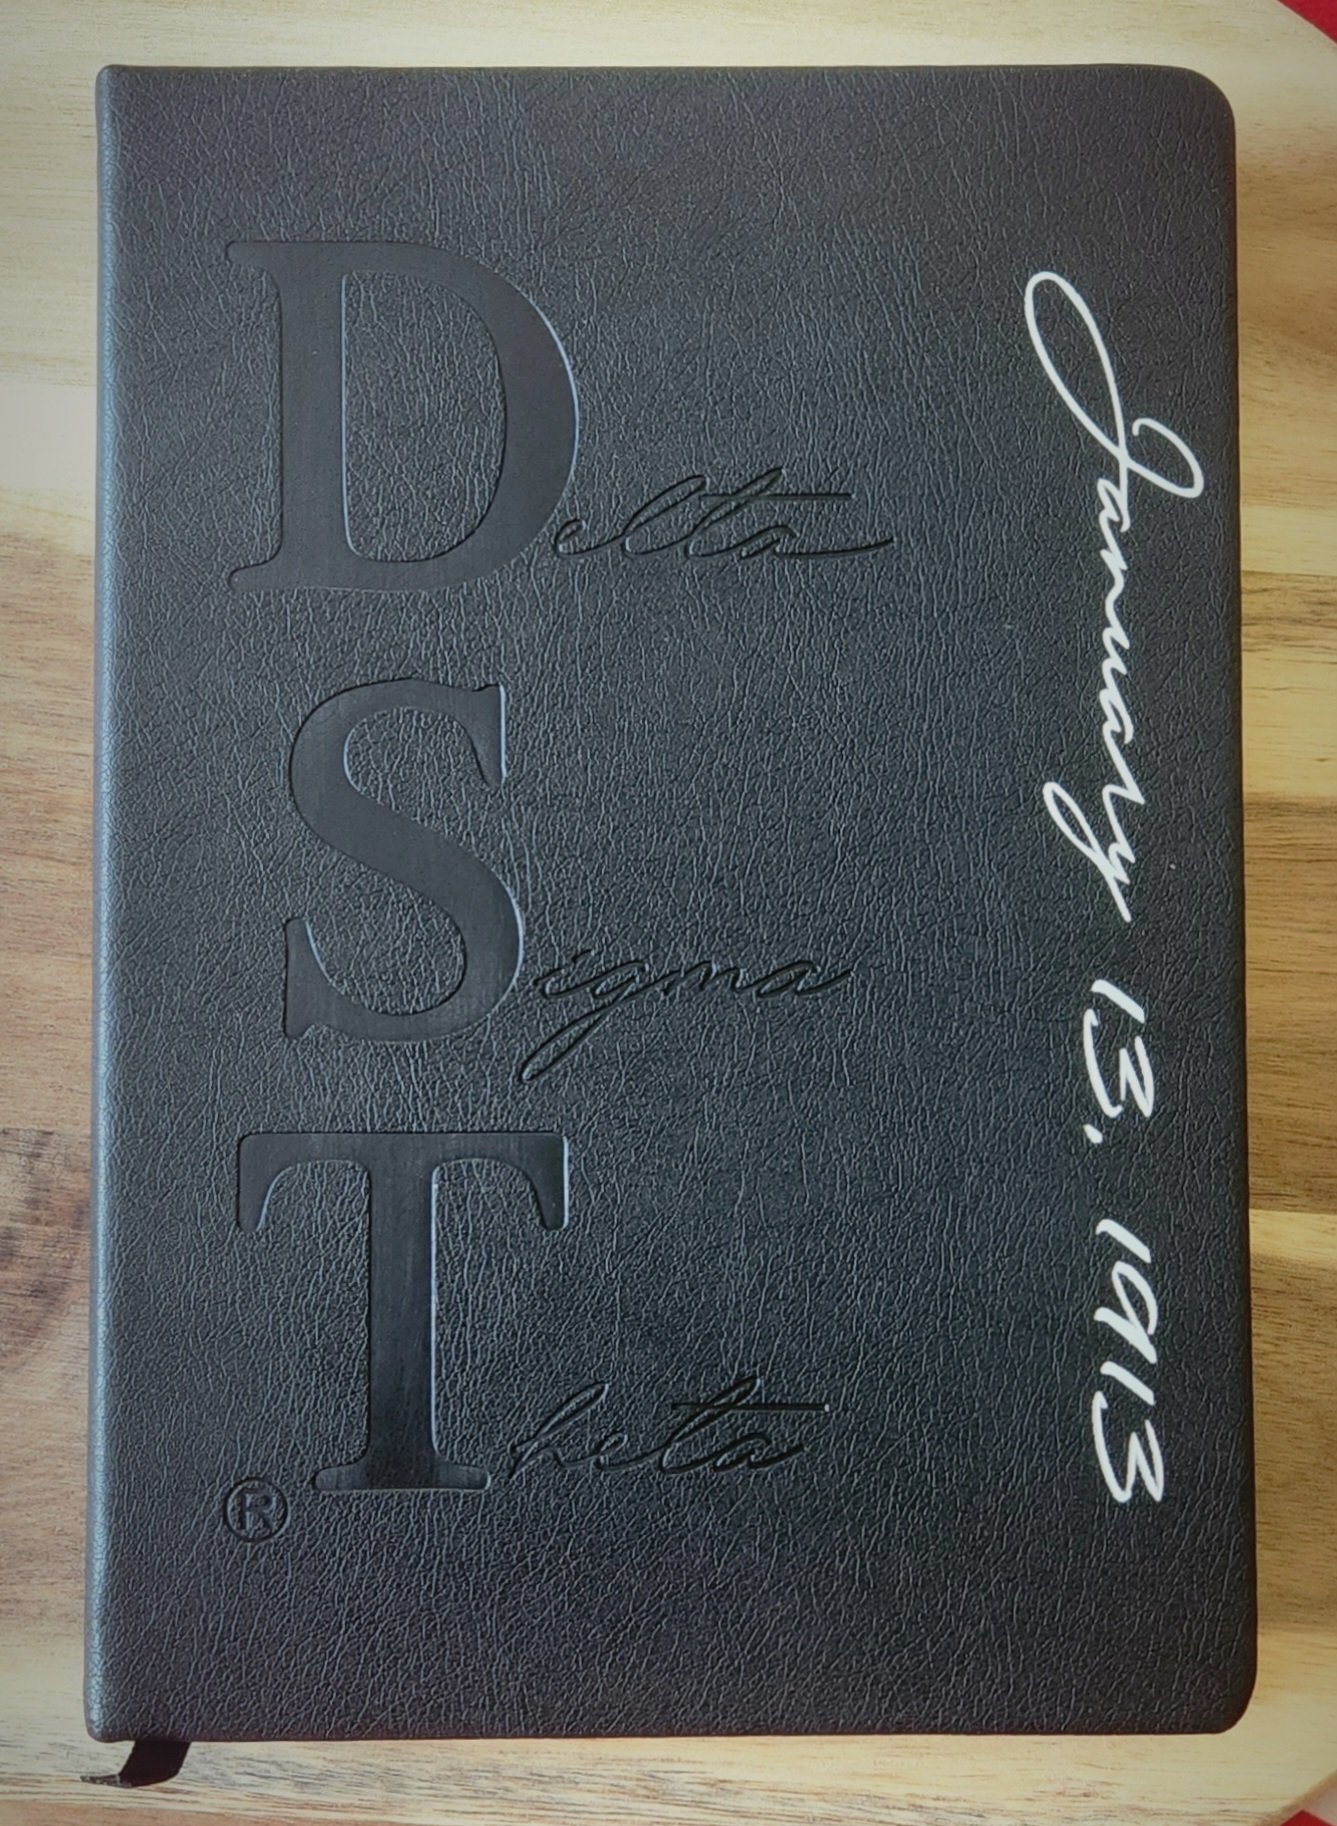 Delta
Sigma
Theta
®
January 13, 1913